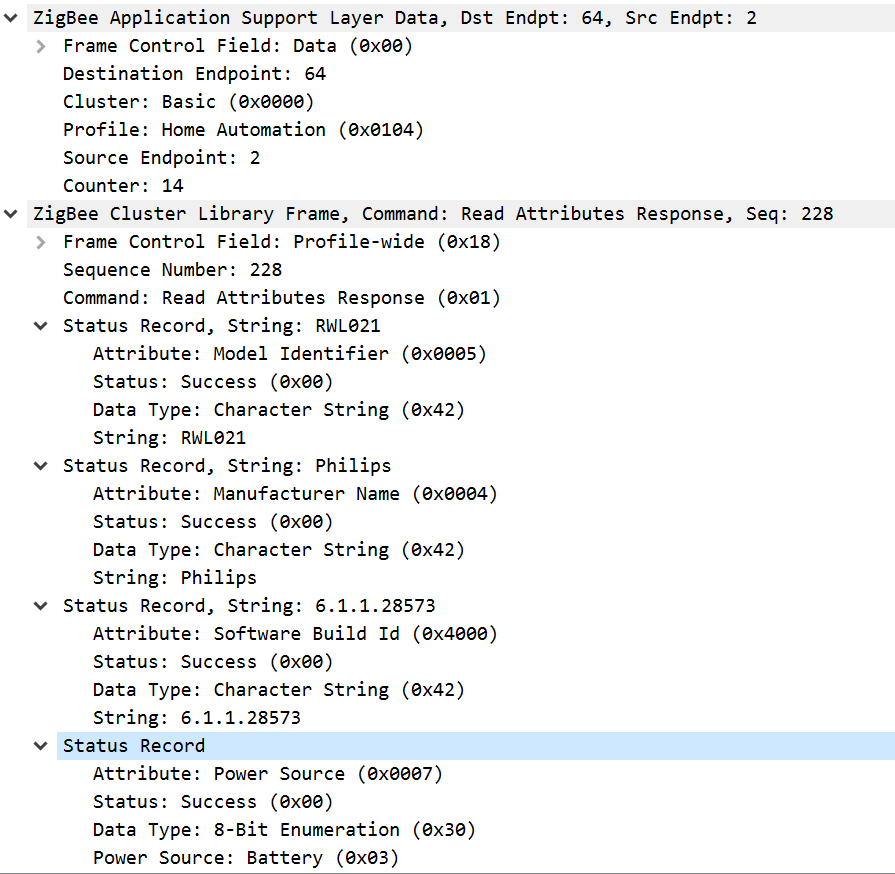 ZigBee Application Support Layer Data, Dst Endpt: 64, Src Endpt: 2
Frame Control Field: Data (0x00)
Destination Endpoint: 64
Cluster: Basic (0x0000)
Profile: Home Automation (0x0104)
Source Endpoint: 2
Counter: 14
ZigBee Cluster Library Frame, Command: Read Attributes Response, Seq: 228
Frame Control Field: Profile-wide (0x18)
Sequence Number: 228
Command: Read Attributes Response (0x01)
Status Record, String: RWL021
Attribute: Model Identifier (0x0005)
Status: Success (0x00)
Data Type: Character String (0x42)
String: RWL021
Status Record, String: Philips
Attribute: Manufacturer Name (0x0004)
Status: Success (0x00)
Data Type: Character String (0x42)
String: Philips
Status Record, String: 6.1.1.28573
Attribute: Software Build Id (0x4000)
Status: Success (0x00)
Data Type: Character String (0x42)
String: 6.1.1.28573
Status Record
Attribute: Power Source (0x0007)
Status: Success (0x00)
Data Type: 8-Bit Enumeration (0x30)
Power Source: Battery (0x03)